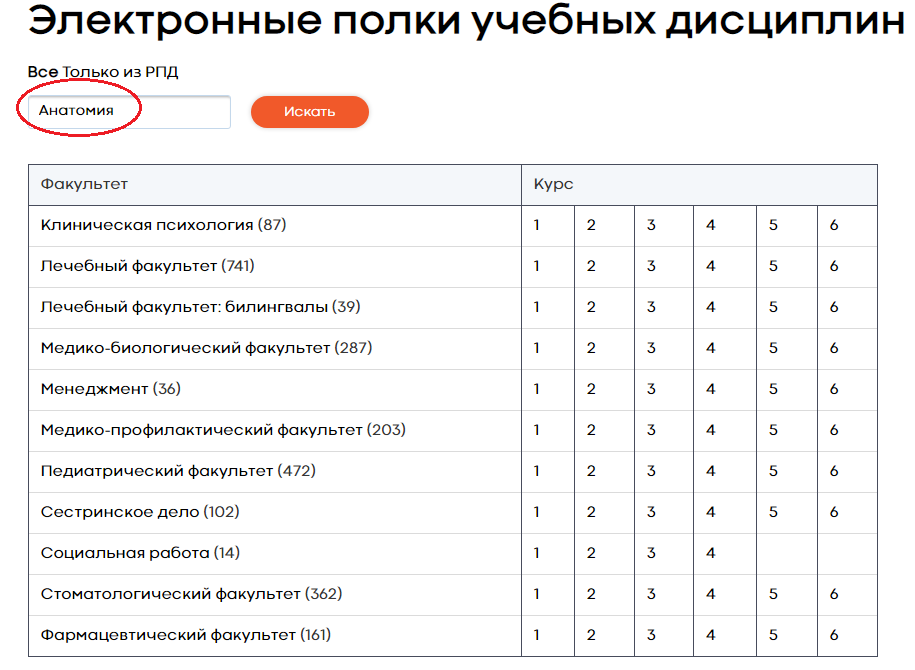 Электронные полки учебных дисциплин
Все Только из РПД
Анатомия Искать
Факультет Курс
Клиническая психология (87) 1 2 3 4 5 6
Лечебный факультет (741) 1 2 3 4 5 6
Лечебный факультет: билингвалы (39) 1 2 3 4 5 6
Медико-биологический факультет (287) 1 2 3 4 5 6
Менеджмент (36) 1 2 3 4 5 6
Медико-профилактический факультет (203) 1 2 3 4 5 6
Педиатрический факультет (472) 1 2 3 4 5 6
Сестринское дело (102) 1 2 3 4 5 6
Социальная работа (14) 1 2 3 4
Стоматологический факультет (362) 1 2 3 4 5 6
Фармацевтический факультет (161) 1 2 3 4 5 6